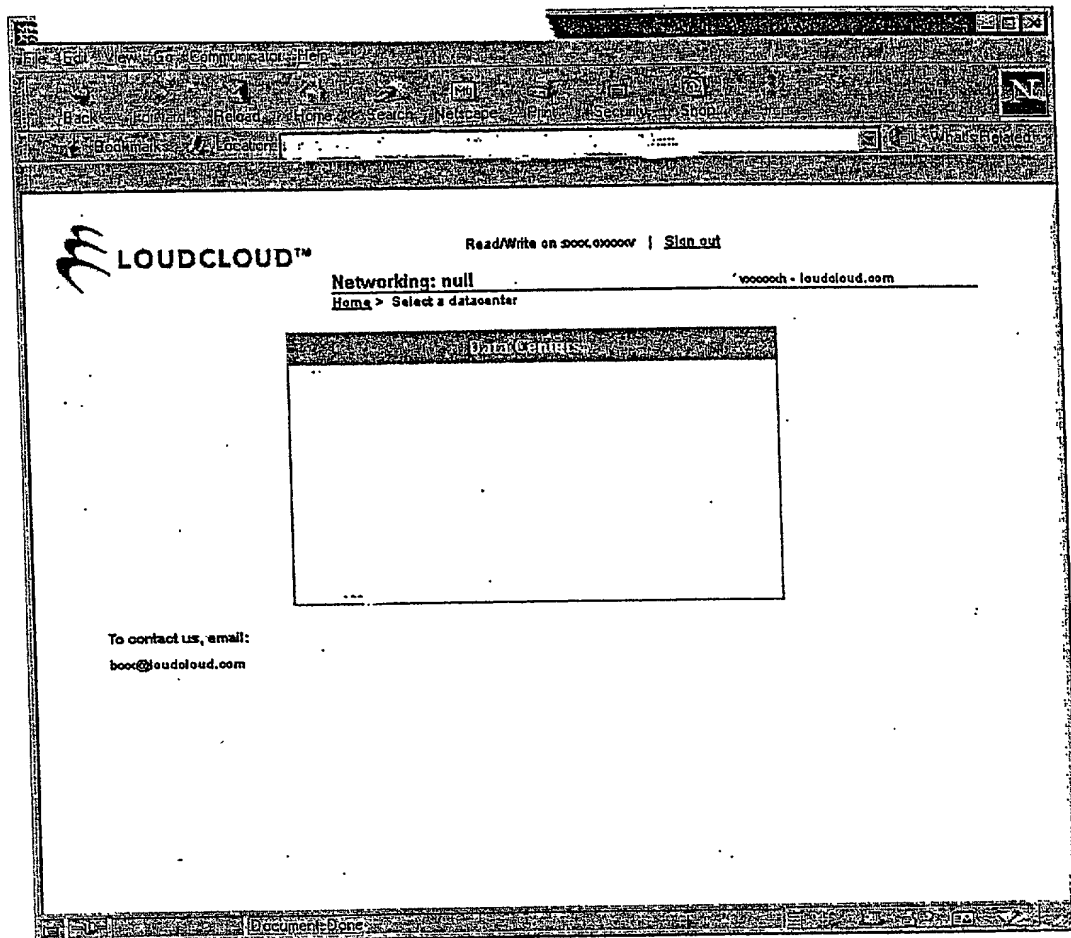 File Edit View Go Communicator Help
Back Forward Reload Home Search Netscape Print Security Shop
Bookmarks Location What's Related
LOUDCLOUD™
Read/Write on | Sign out
Networking: null
- loudcloud.com
Home > Select a datacenter
Data Centers
To contact us, email:
@loudcloud.com
Document: Done